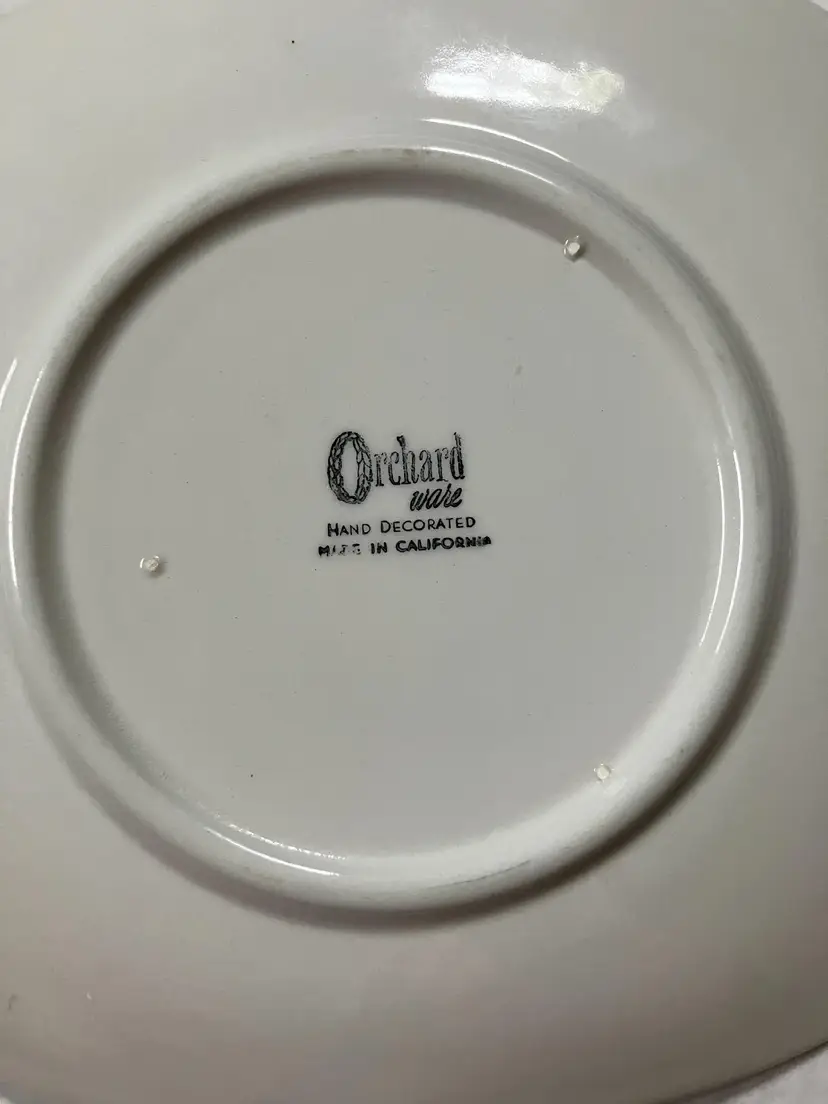 Orchard
ware
HAND DECORATED
MADE IN CALIFORNIA